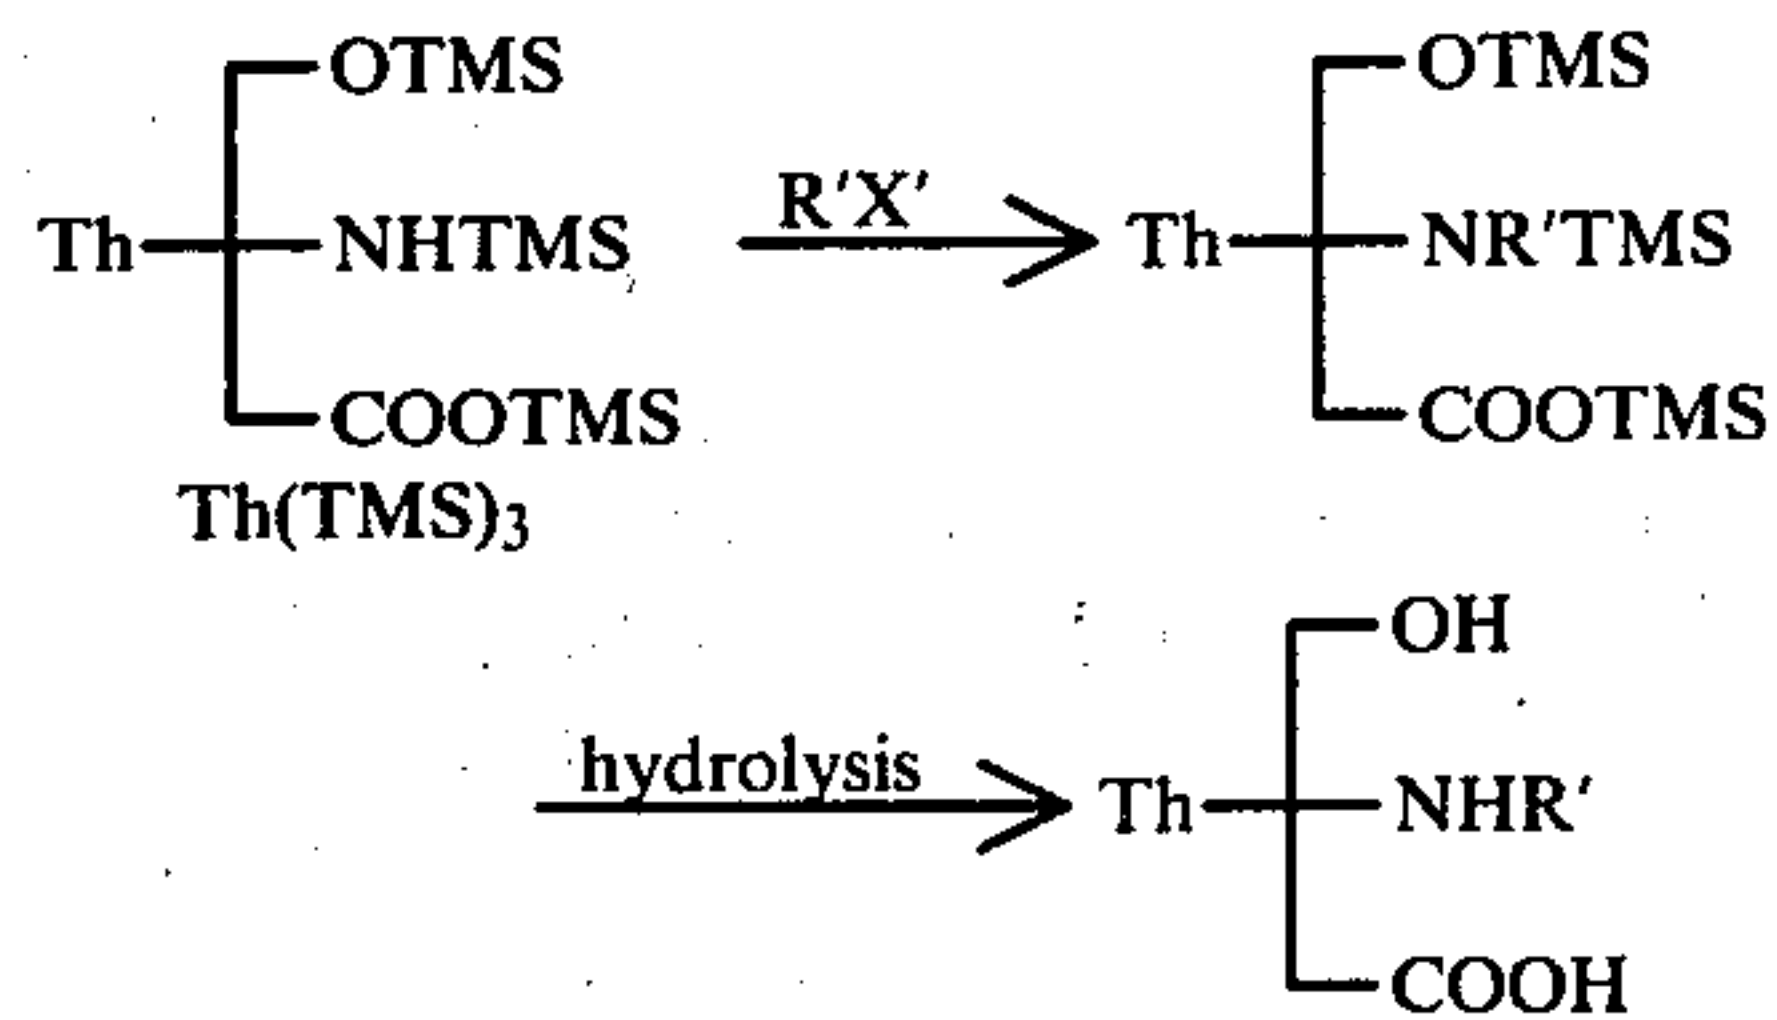 OTMS
Th NHTMS
COOTMS
Th(TMS)3
R'X'
OTMS
Th NR'TMS
COOTMS
hydrolysis
OH
Th NHR'
COOH